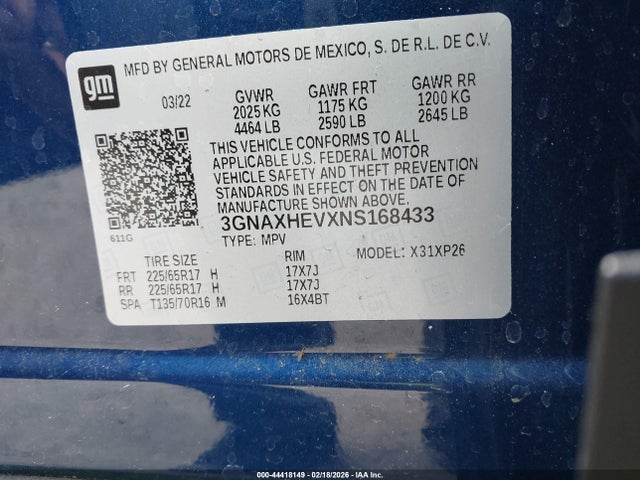 gm
MFD BY GENERAL MOTORS DE MEXICO, S. DE R.L. DE C.V.
03/22 GVWR GAWR FRT GAWR RR
2025 KG 1175 KG 1200 KG
4464 LB 2590 LB 2645 LB
THIS VEHICLE CONFORMS TO ALL
APPLICABLE U.S. FEDERAL MOTOR
VEHICLE SAFETY AND THEFT PREVENTION
STANDARDS IN EFFECT ON THE DATE OF
MANUFACTURE SHOWN ABOVE.
3GNAXHEVXNS168433
611G
TYPE: MPV MODEL: X31XP26
TIRE SIZE RIM
FRT 225/65R17 H 17X7J
RR 225/65R17 H 17X7J
SPA T135/70R16 M 16X4BT
000-44418149 - 02/18/2026 - IAA Inc.